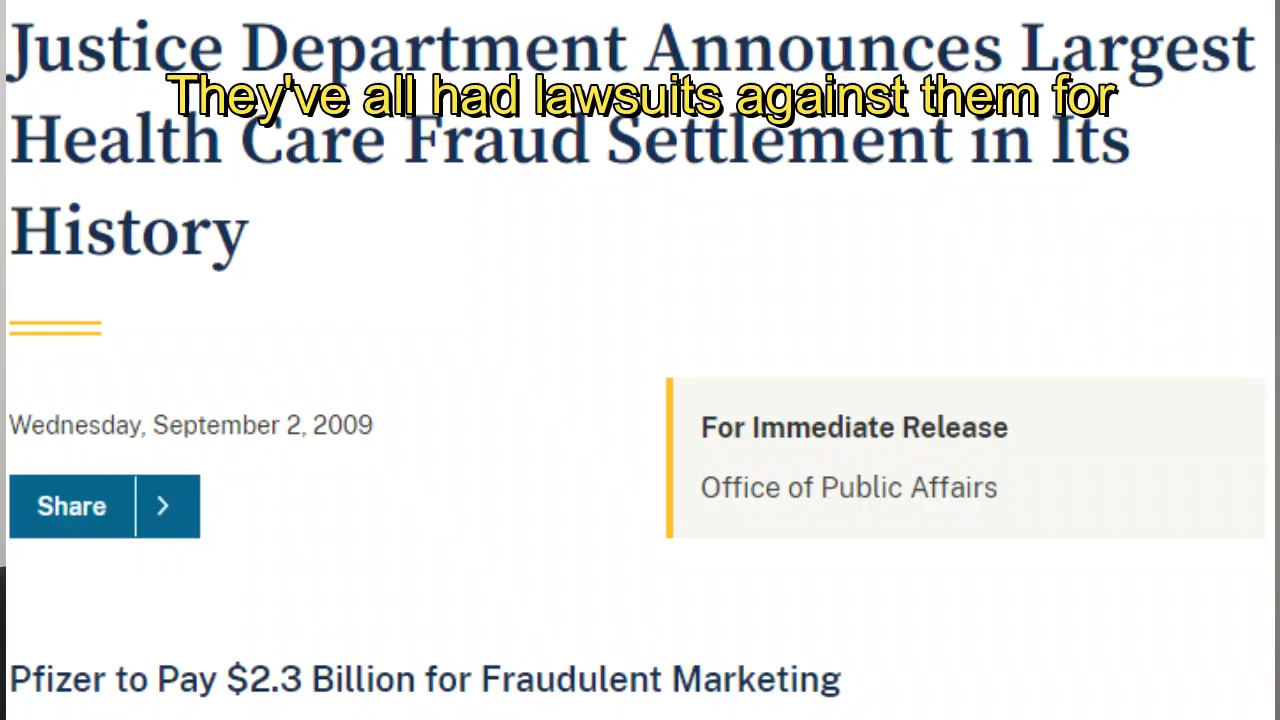 Justice Department Announces Largest
They've all had lawsuits against them for
Health Care Fraud Settlement in Its
History
Wednesday, September 2, 2009
For Immediate Release
Office of Public Affairs
Share
Pfizer to Pay $2.3 Billion for Fraudulent Marketing